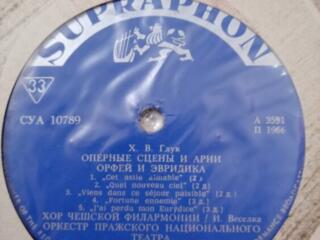 SUPRAPHON
33
СУА 10789
А 3581
П 1966
Х. В. Глук
ОПЕРНЫЕ СЦЕНЫ И АРИИ
ОРФЕЙ И ЭВРИДИКА
1. „Cet asile aimable" (2 д.)
2. „Quel nouveau ciel" (2 д.)
3. „Viens dans ce séjour paisible" (2 д.)
4. „Fortune ennemie" (3 д.)
5. „J'ai perdu mon Eurydice" (3 д.)
ХОР ЧЕШСКОЙ ФИЛАРМОНИИ / И. Веселка
ОРКЕСТР ПРАЖСКОГО НАЦИОНАЛЬНОГО
ТЕАТРА